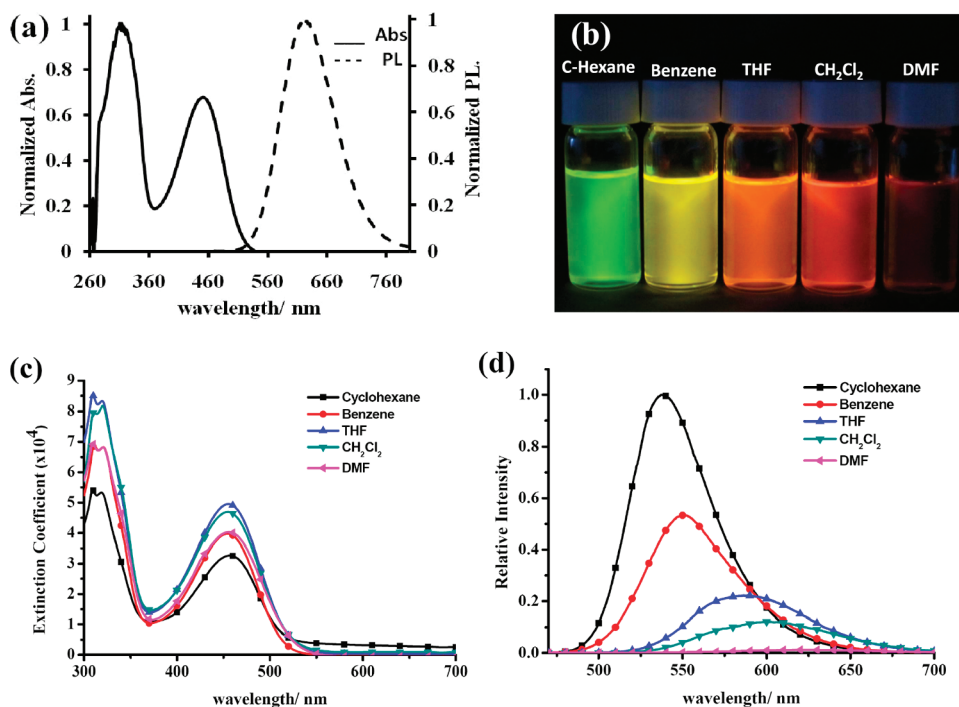 (a)
Abs
PL
Normalized Abs.
Normalized PL.
1
0.8
0.6
0.4
0.2
0
1
0.8
0.6
0.4
0.2
0
260 360 460 560 660 760
wavelength/ nm
(b)
C-Hexane Benzene THF CH₂Cl₂ DMF
(c)
Cyclohexane
Benzene
THF
CH₂Cl₂
DMF
Extinction Coefficient (x10⁴)
9
8
7
6
5
4
3
2
1
0
300 400 500 600 700
wavelength/ nm
(d)
Cyclohexane
Benzene
THF
CH₂Cl₂
DMF
Relative Intensity
1.0
0.8
0.6
0.4
0.2
0.0
500 550 600 650 700
wavelength/ nm